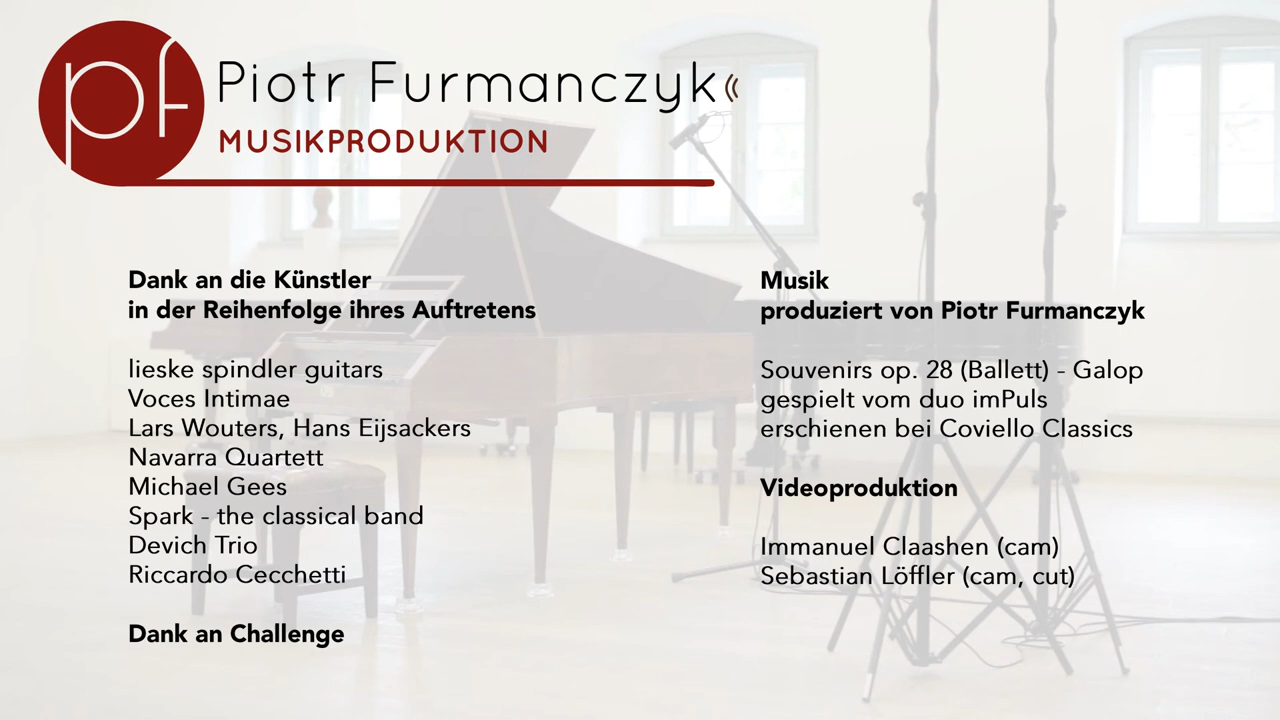 pf
Piotr Furmanczyk
MUSIKPRODUKTION
Dank an die Künstler
in der Reihenfolge ihres Auftretens
lieske spindler guitars
Voces Intimae
Lars Wouters, Hans Eijsackers
Navarra Quartett
Michael Gees
Spark - the classical band
Devich Trio
Riccardo Cecchetti
Dank an Challenge
Musik
produziert von Piotr Furmanczyk
Souvenirs op. 28 (Ballett) - Galop
gespielt vom duo imPuls
erschienen bei Coviello Classics
Videoproduktion
Immanuel Claashen (cam)
Sebastian Löffler (cam, cut)